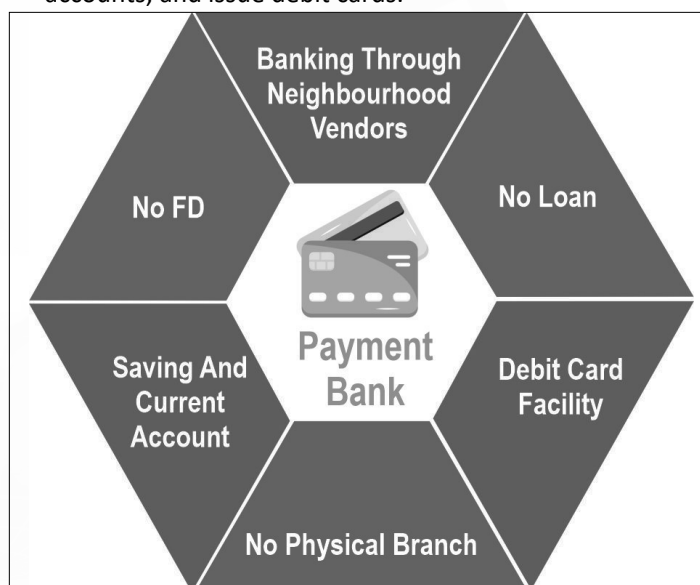 accounts, and issue debit cards.
Banking Through
Neighbourhood
Vendors
No FD
No Loan
Payment
Bank
Saving And
Current
Account
Debit Card
Facility
No Physical Branch